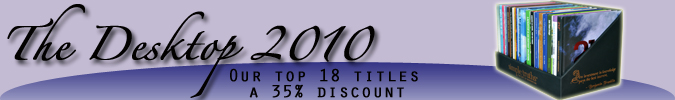 The Desktop 2010
Our top 18 titles
a 35% discount